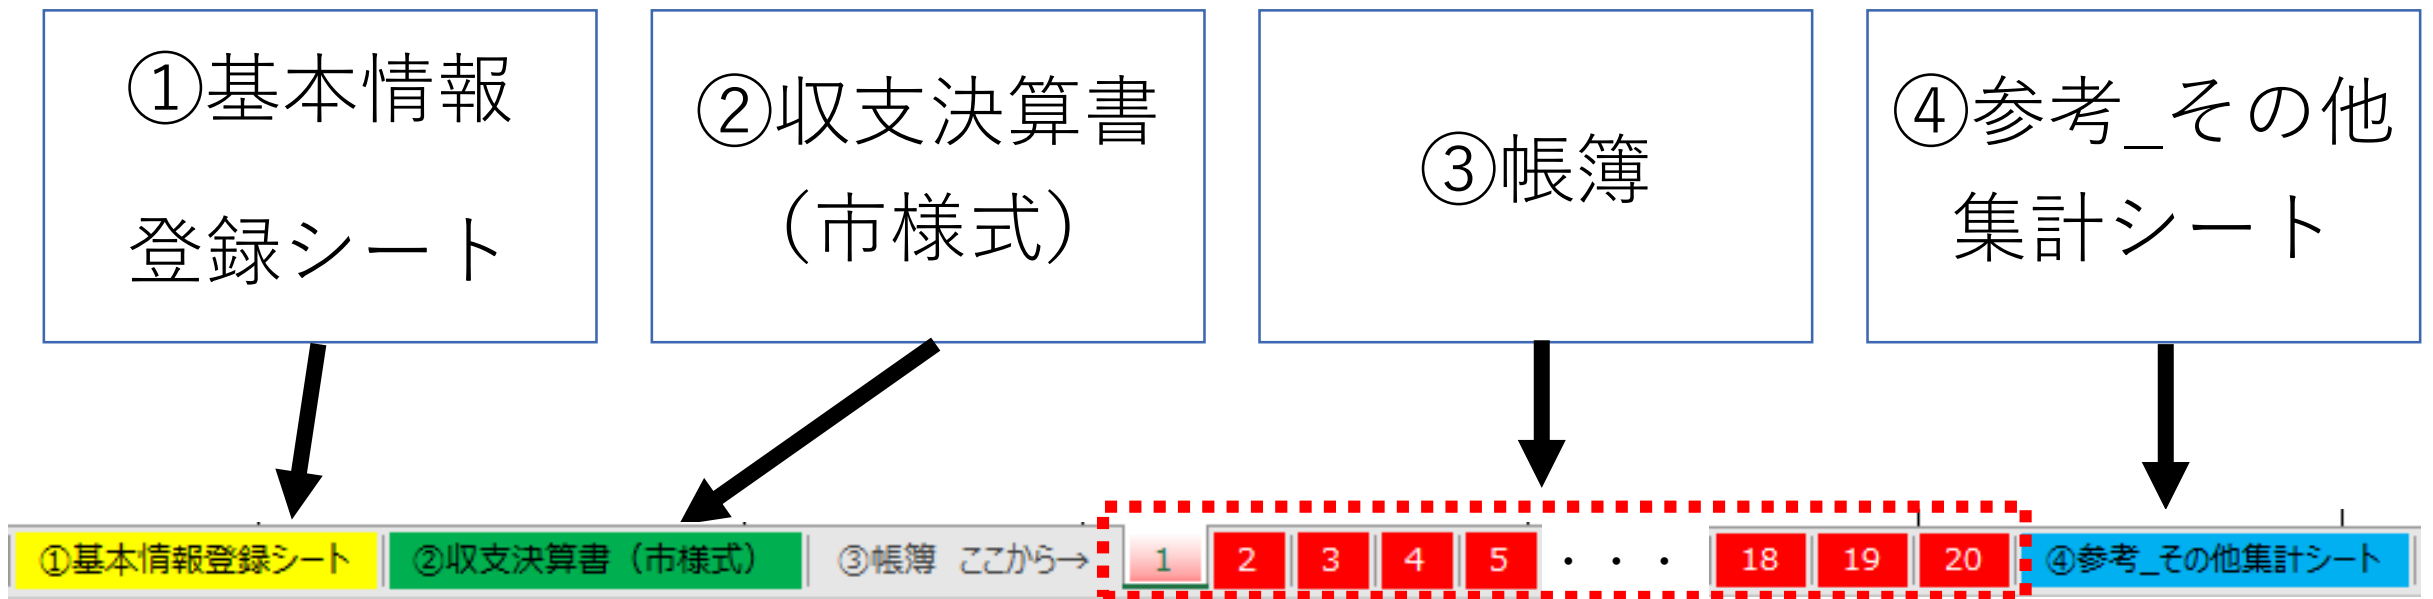 ①基本情報
登録シート
②収支決算書
（市様式）
③帳簿
④参考_その他
集計シート
①基本情報登録シート ②収支決算書（市様式） ③帳簿 ここから→ 1 2 3 4 5 ・・・ 18 19 20 ④参考_その他集計シート